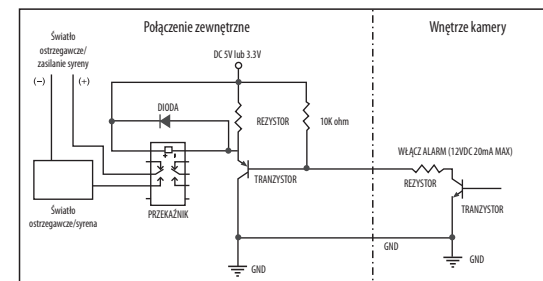 Połączenie zewnętrzne
Wnętrze kamery
Światło
ostrzegawcze/
zasilanie syreny
(−) (+)
DC 5V lub 3.3V
DIODA
REZYSTOR
10K ohm
TRANZYSTOR
PRZEKAŹNIK
Światło
ostrzegawcze/syrena
WŁĄCZ ALARM (12VDC 20mA MAX)
REZYSTOR
TRANZYSTOR
GND
GND
GND